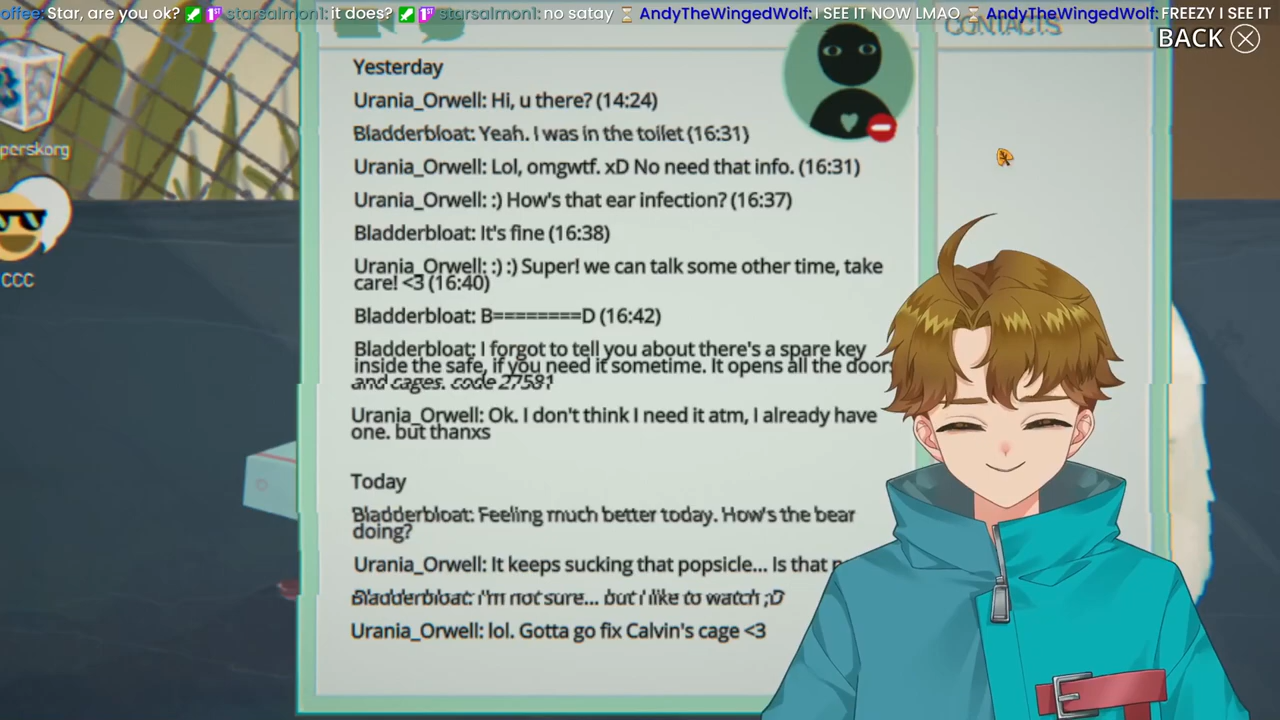 offee: Star, are you ok? starsalmon1: it does? starsalmon1: no satay AndyTheWingedWolf: I SEE IT NOW LMAO AndyTheWingedWolf: FREEZY I SEE IT
CONTACTS
BACK
perskorg
CCC
Yesterday
Urania_Orwell: Hi, u there? (14:24)
Bladderbloat: Yeah. I was in the toilet (16:31)
Urania_Orwell: Lol, omgwtf. xD No need that info. (16:31)
Urania_Orwell: :) How's that ear infection? (16:37)
Bladderbloat: It's fine (16:38)
Urania_Orwell: :) :) Super! we can talk some other time, take
care! <3 (16:40)
Bladderbloat: B========D (16:42)
Bladderbloat: I forgot to tell you about there's a spare key
inside the safe, if you need it sometime. It opens all the doors
and cages. code 27581
Urania_Orwell: Ok. I don't think I need it atm, I already have
one. but thanxs
Today
Bladderbloat: Feeling much better today. How's the bear
doing?
Urania_Orwell: It keeps sucking that popsicle... Is that
Bladderbloat: I'm not sure... but I like to watch ;D
Urania_Orwell: lol. Gotta go fix Calvin's cage <3